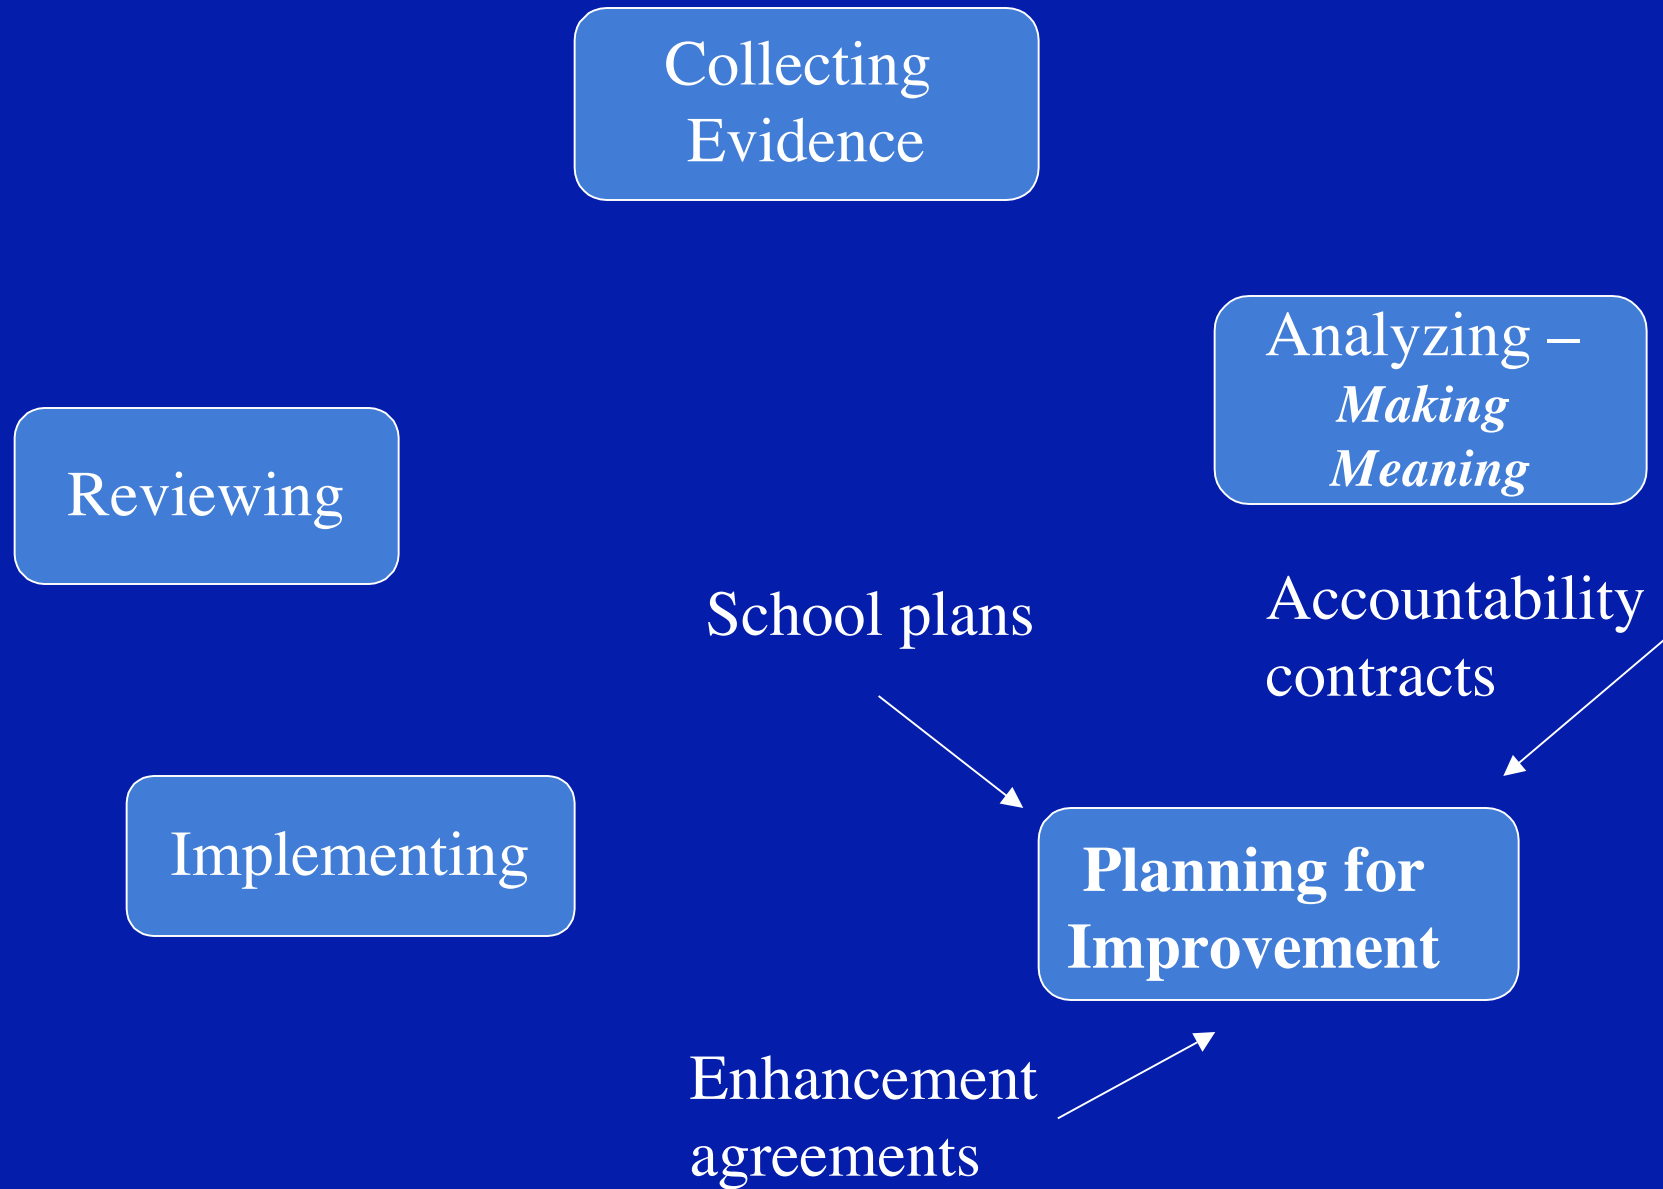 Collecting
Evidence
Analyzing –
Making
Meaning
Reviewing
School plans
Accountability
contracts
Implementing
Planning for
Improvement
Enhancement
agreements